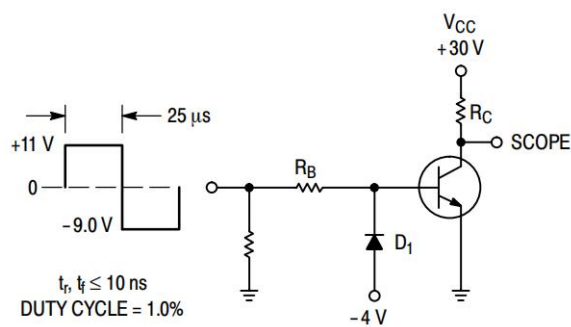 V_CC
+30 V
R_C
SCOPE
25 μs
+11 V
0
−9.0 V
R_B
D_1
−4 V
t_r, t_f ≤ 10 ns
DUTY CYCLE = 1.0%